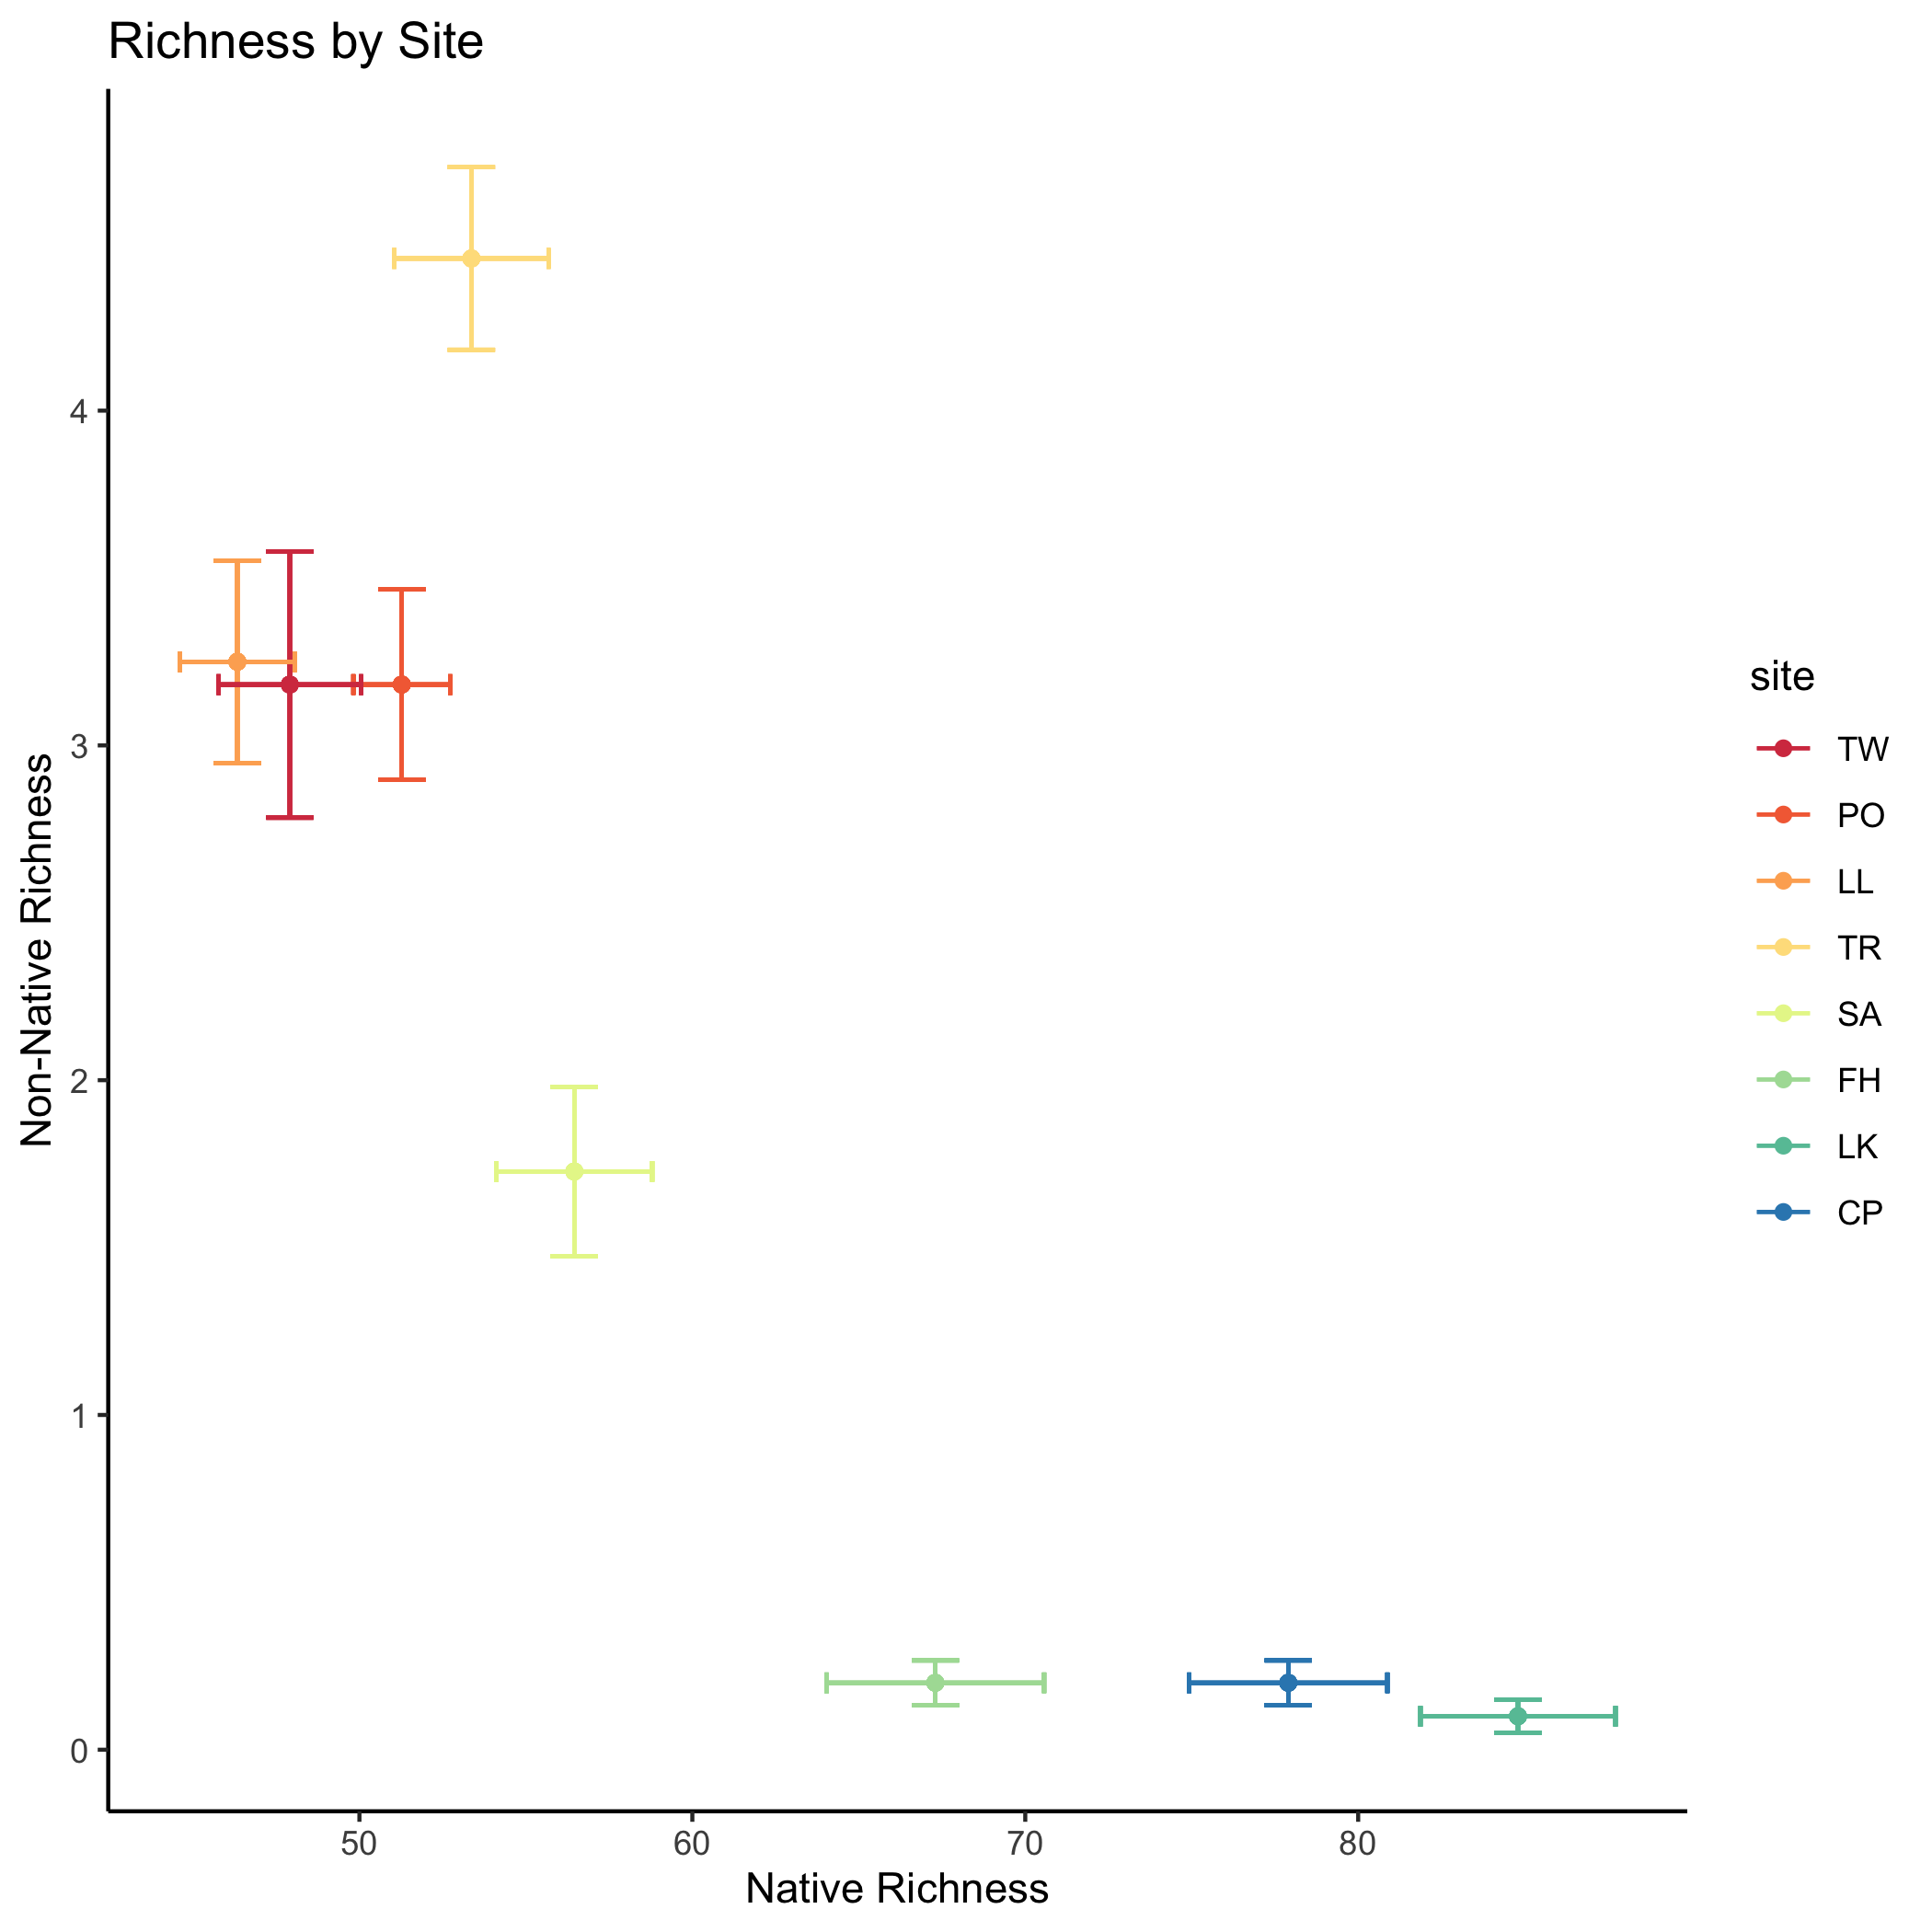 Richness by Site
Non-Native Richness
4
3
2
1
0
50 60 70 80
Native Richness
site
TW
PO
LL
TR
SA
FH
LK
CP